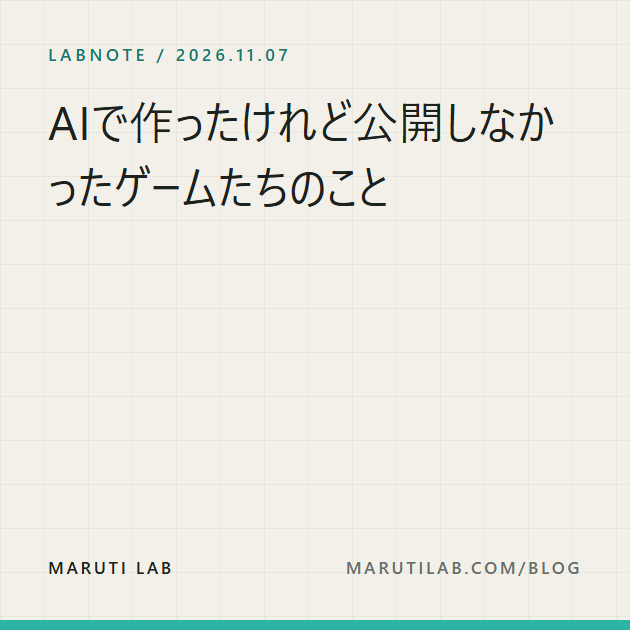 LABNOTE / 2026.11.07
AIで作ったけれど公開しなか
ったゲームたちのこと
MARUTI LAB
MARUTILAB.COM/BLOG